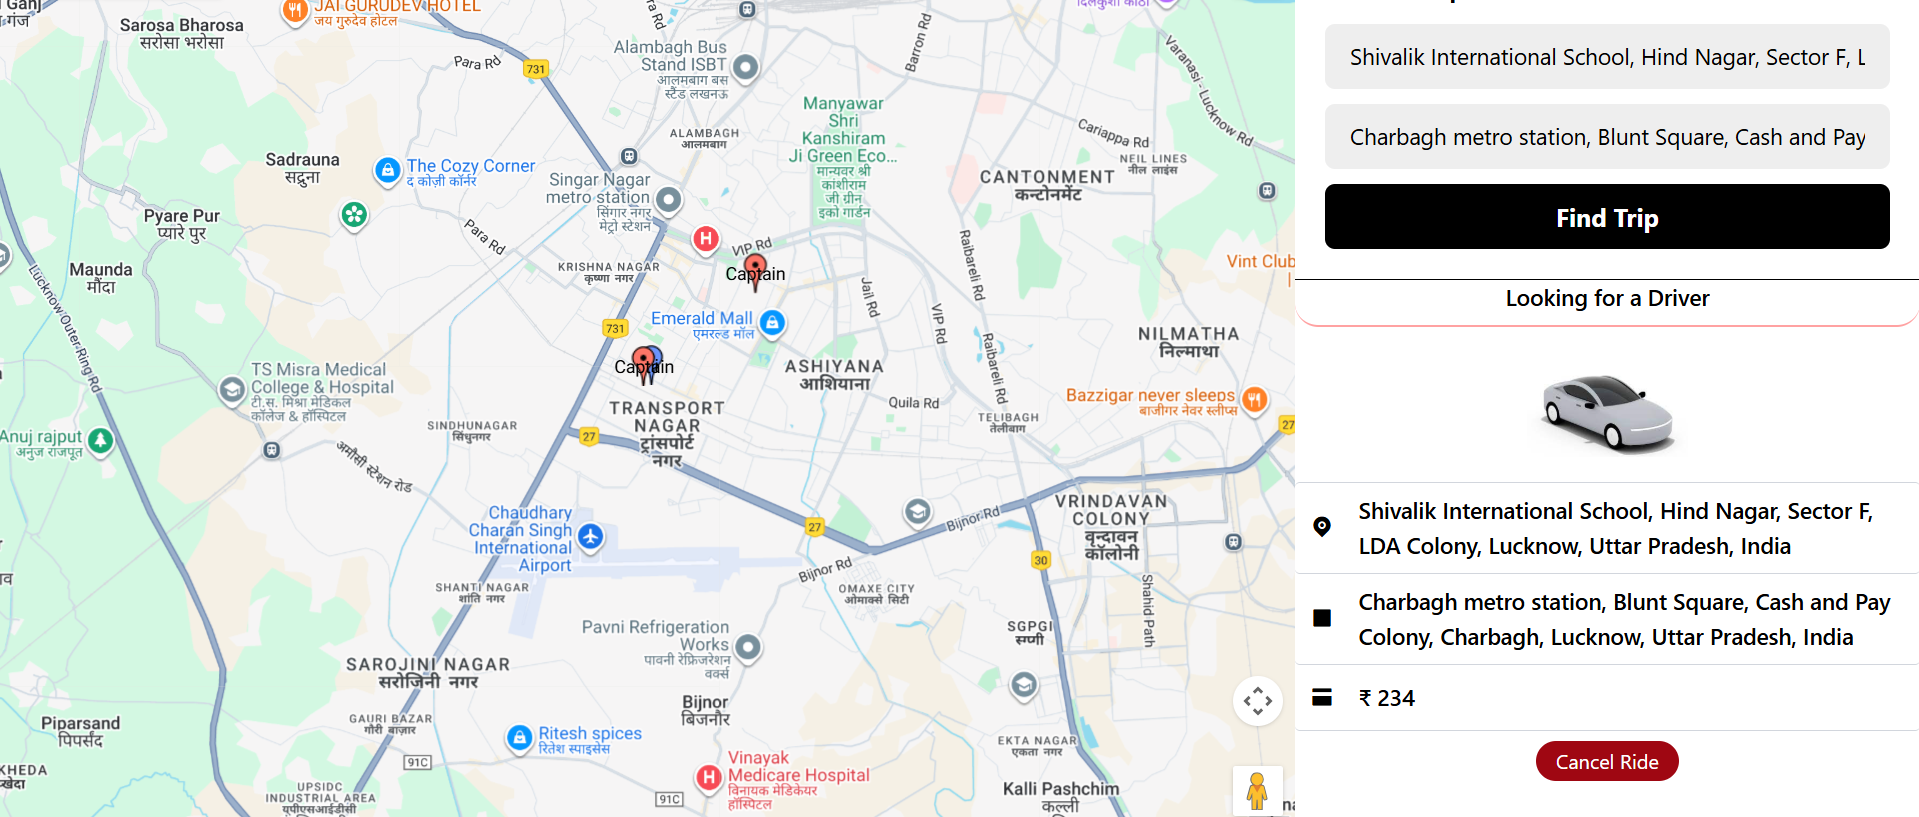 गंज
Sarosa Bharosa
सरोसा भरोसा
JAI GURUDEV HOTEL
जय गुरुदेव होटल
Para Rd
731
Alambagh Bus
Stand ISBT
आलमबाग बस
स्टैंड लखनऊ
Barron Rd
Varanasi - Lucknow Rd
ALAMBAGH
आलमबाग
Manyawar
Shri
Kanshiram
Ji Green Eco...
मान्यवर श्री
कांशीराम
जी ग्रीन
इको गार्डन
Cariappa Rd
NEIL LINES
नील लाइंस
CANTONMENT
कन्टोनमेंट
Sadrauna
सद्रुना
The Cozy Corner
द कोज़ी कॉर्नर
Singar Nagar
metro station
सिंगार नगर
मेट्रो स्टेशन
Pyare Pur
प्यारे पुर
Para Rd
H
VIP Rd
Captain
KRISHNA NAGAR
कृष्णा नगर
Maunda
मौंदा
Lucknow Outer Ring Rd
Raibareli Rd
Vint Club
Jail Rd
VIP Rd
Emerald Mall
एमरल्ड मॉल
731
NILMATHA
निल्माथा
Captain
ASHIYANA
आशियाना
Raibareli Rd
TS Misra Medical
College & Hospital
टी.स. मिश्रा मेडिकल
कॉलेज & हॉस्पिटल
Bazzigar never sleeps
बाजीगर नेवर स्लीप्स
Quila Rd
TELIBAGH
तेलीबाग
TRANSPORT
NAGAR
ट्रांसपोर्ट
नगर
27
27
SINDHUNAGAR
सिंधुनगर
Anuj rajput
अनुज राजपूत
अमौसी स्टेशन रोड
Chaudhary
Charan Singh
International
Airport
27
Bijnor Rd
VRINDAVAN
COLONY
वृन्दावन
कॉलोनी
30
Bijnor Rd
SHANTI NAGAR
शांति नगर
OMAXE CITY
ओमाक्से सिटी
Shahid Path
Pavni Refrigeration
Works
पावनी रेफ्रिजरेशन
वर्क्स
SGPGI
सग्गी
SAROJINI NAGAR
सरोजिनी नगर
Bijnor
बिजनौर
GAURI BAZAR
गौरी बाज़ार
Piparsand
पिपर्संद
Ritesh spices
रितेश स्पाइसेस
EKTA NAGAR
एकता नगर
91C
KHEDA
खेदा
Vinayak
Medicare Hospital
विनायक मेडिकेयर
हॉस्पिटल
H
UPSIDC
INDUSTRIAL AREA
यूपीएसआईडीसी
91C
Kalli Pashchim
कल्ली
Shivalik International School, Hind Nagar, Sector F, L
Charbagh metro station, Blunt Square, Cash and Pay
Find Trip
Looking for a Driver
Shivalik International School, Hind Nagar, Sector F,
LDA Colony, Lucknow, Uttar Pradesh, India
Charbagh metro station, Blunt Square, Cash and Pay
Colony, Charbagh, Lucknow, Uttar Pradesh, India
₹ 234
Cancel Ride